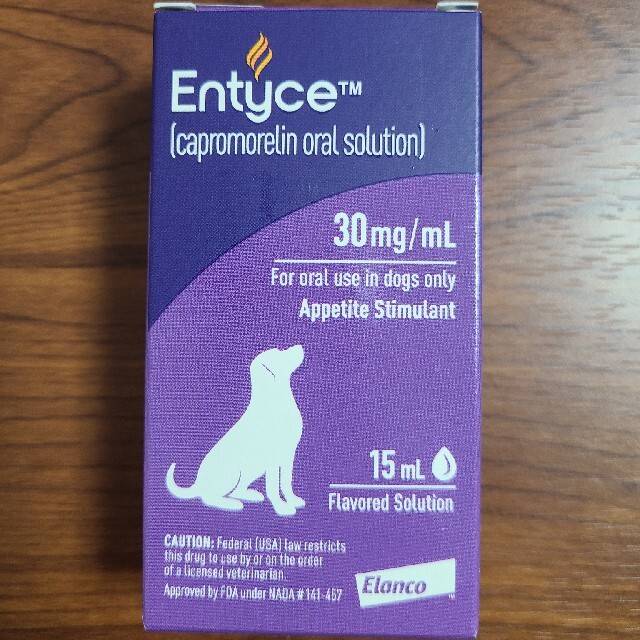 Entyce™
(capromorelin oral solution)
30mg/mL
For oral use in dogs only
Appetite Stimulant
15 mL
Flavored Solution
CAUTION: Federal (USA) law restricts
this drug to use by or on the order
of a licensed veterinarian.
Approved by FDA under NADA # 141-457
Elanco™